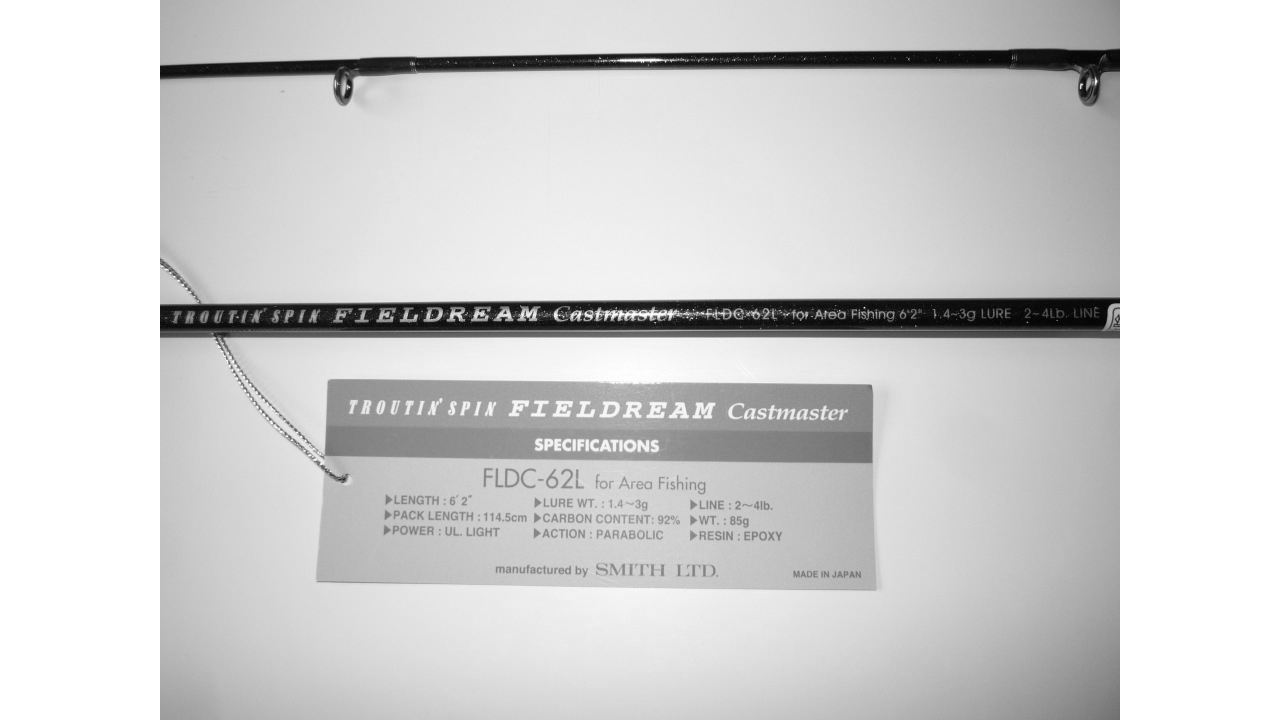 TROUTIN' SPIN FIELDREAM Castmaster FLDC-62L for Area Fishing 6'2" 1.4~3g LURE 2~4Lb. LINE
TROUTIN' SPIN FIELDREAM Castmaster
SPECIFICATIONS
FLDC-62L for Area Fishing
▶LENGTH : 6' 2" ▶LURE WT. : 1.4~3g ▶LINE : 2~4lb.
▶PACK LENGTH : 114.5cm ▶CARBON CONTENT: 92% ▶WT. : 85g
▶POWER : UL. LIGHT ▶ACTION : PARABOLIC ▶RESIN : EPOXY
manufactured by SMITH LTD. MADE IN JAPAN